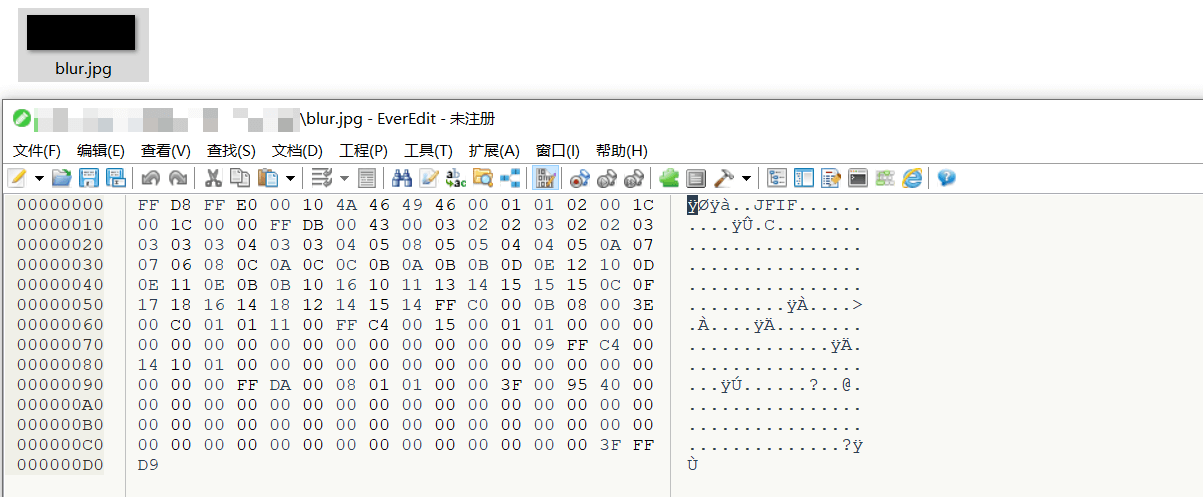 blur.jpg
\blur.jpg - EverEdit - 未注册
文件(F) 编辑(E) 查看(V) 查找(S) 文档(D) 工程(P) 工具(T) 扩展(A) 窗口(I) 帮助(H)
00000000 FF D8 FF E0 00 10 4A 46 49 46 00 01 01 02 00 1C ÿØÿà..JFIF......
00000010 00 1C 00 00 FF DB 00 43 00 03 02 02 03 02 02 03 ....ÿÛ.C........
00000020 03 03 03 04 03 03 04 05 08 05 05 04 04 05 0A 07 ................
00000030 07 06 08 0C 0A 0C 0C 0B 0A 0B 0B 0D 0E 12 10 0D ................
00000040 0E 11 0E 0B 0B 10 16 10 11 13 14 15 15 15 0C 0F ................
00000050 17 18 16 14 18 12 14 15 14 FF C0 00 0B 08 00 3E .........ÿÀ....>
00000060 00 C0 01 01 11 00 FF C4 00 15 00 01 01 00 00 00 .À....ÿÄ........
00000070 00 00 00 00 00 00 00 00 00 00 00 00 09 FF C4 00 .............ÿÄ.
00000080 14 10 01 00 00 00 00 00 00 00 00 00 00 00 00 00 ................
00000090 00 00 00 FF DA 00 08 01 01 00 00 3F 00 95 40 00 ...ÿÚ......?..@.
000000A0 00 00 00 00 00 00 00 00 00 00 00 00 00 00 00 00 ................
000000B0 00 00 00 00 00 00 00 00 00 00 00 00 00 00 00 00 ................
000000C0 00 00 00 00 00 00 00 00 00 00 00 00 00 00 3F FF ..............?ÿ
000000D0 D9 Ù